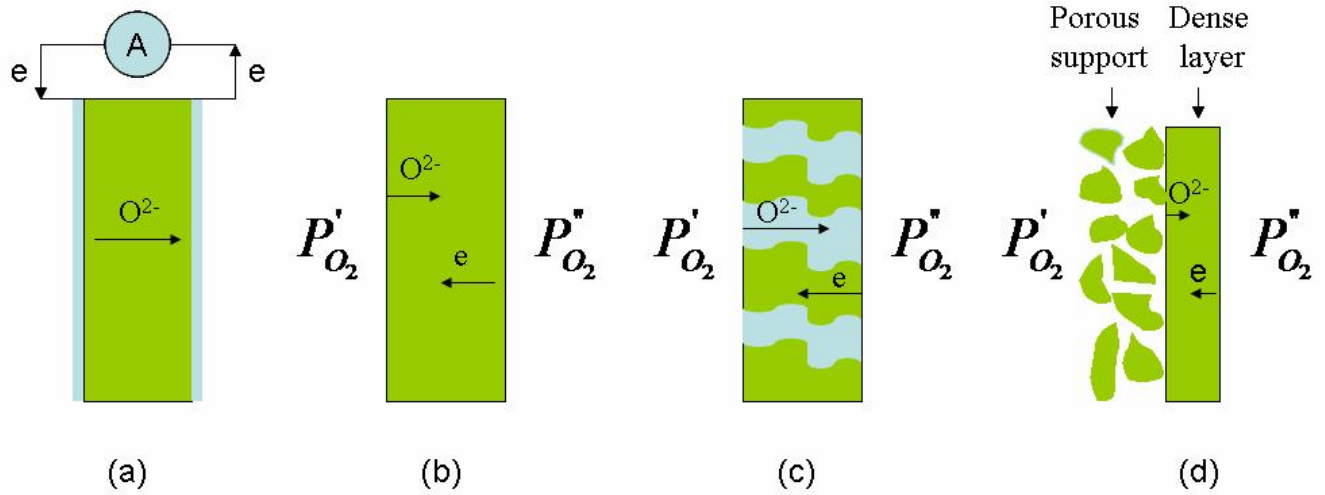 A
e
e
O²⁻
(a)
P'O₂
O²⁻
e
P"O₂
(b)
P'O₂
O²⁻
e
P"O₂
(c)
Porous
support
Dense
layer
P'O₂
O²⁻
e
P"O₂
(d)